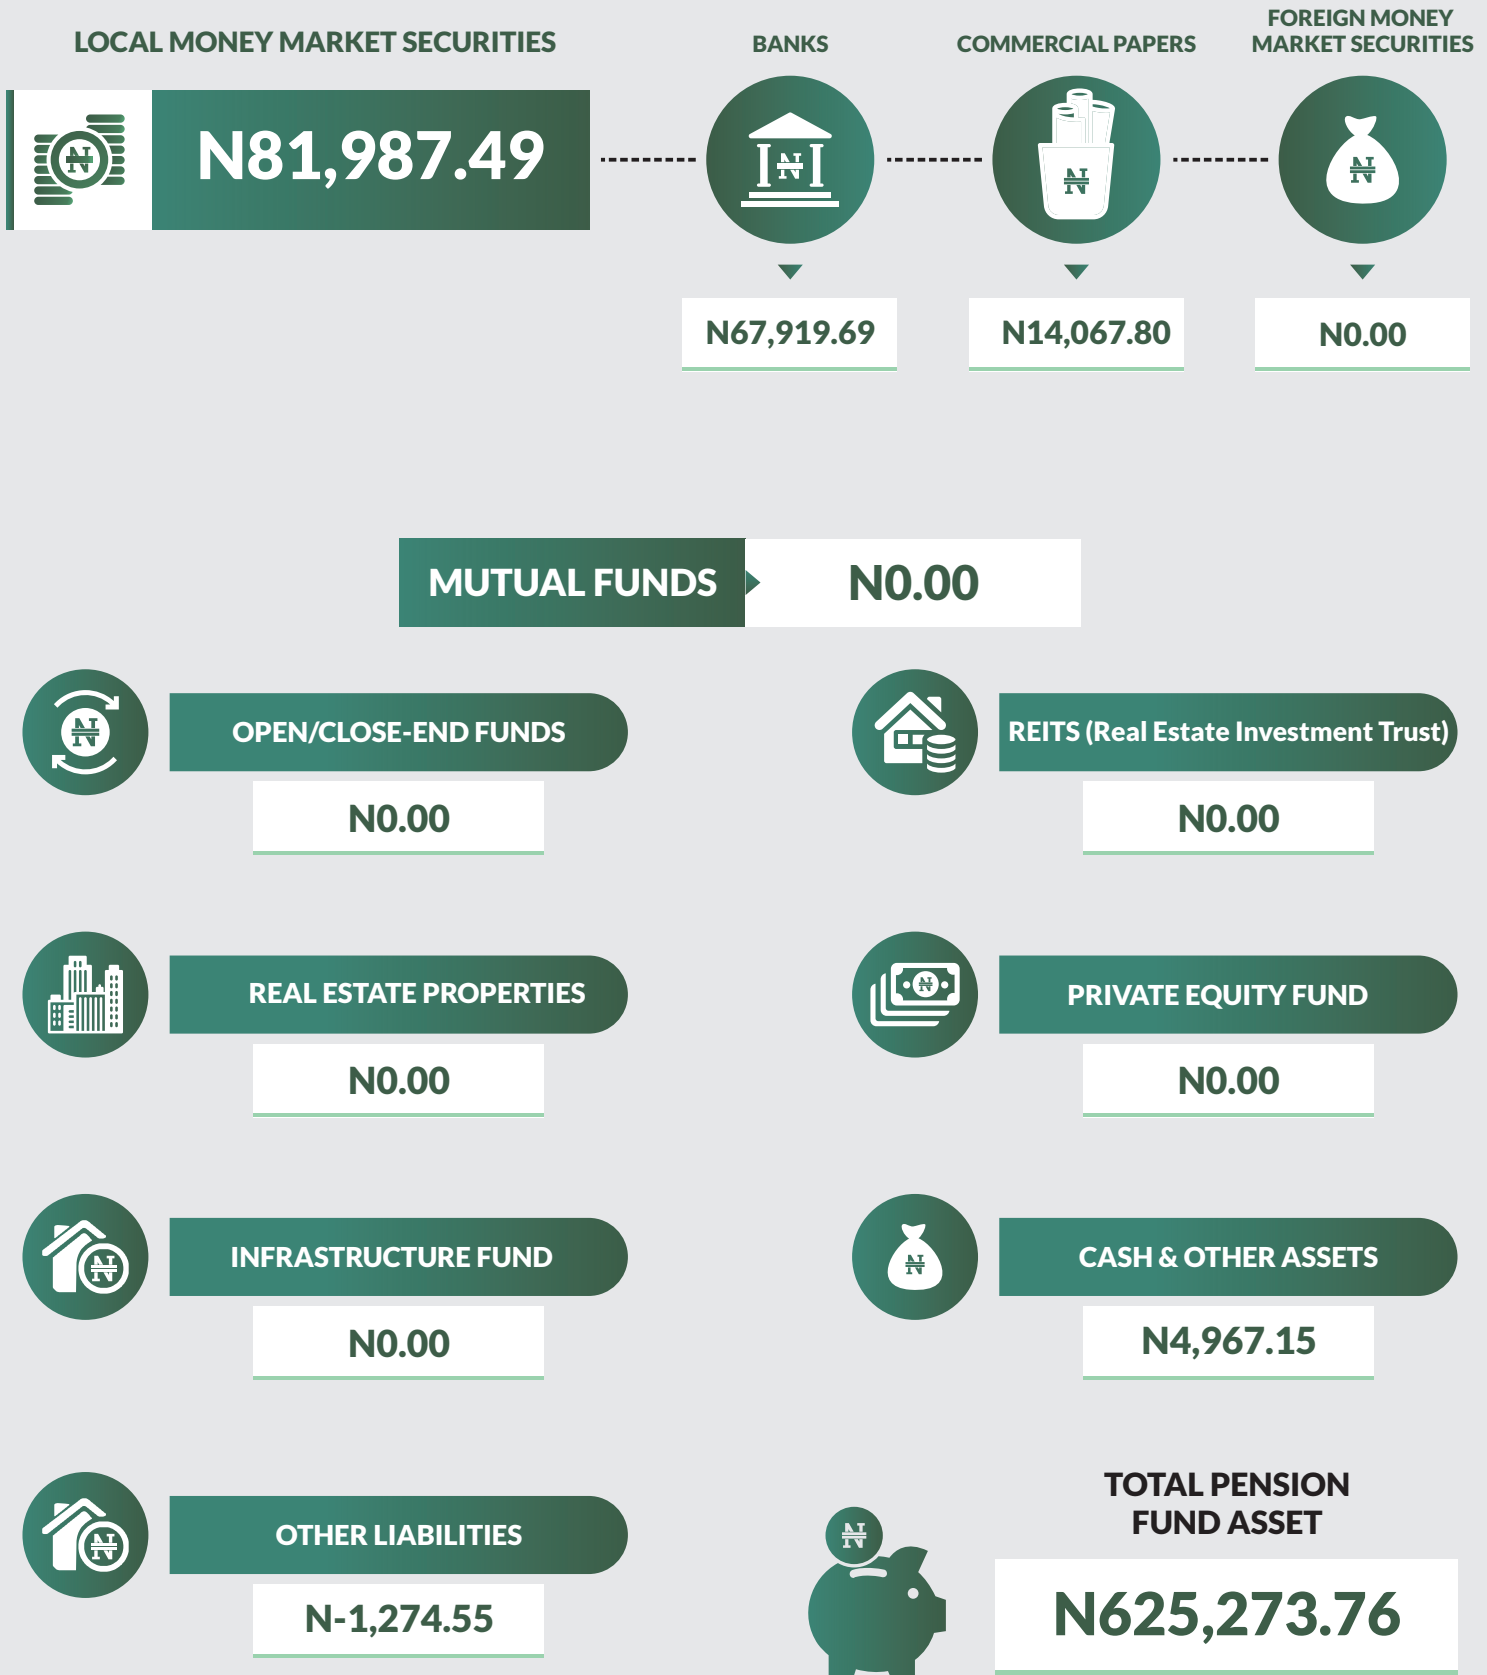 LOCAL MONEY MARKET SECURITIES
N81,987.49
BANKS
N67,919.69
COMMERCIAL PAPERS
N14,067.80
FOREIGN MONEY
MARKET SECURITIES
N0.00
MUTUAL FUNDS
N0.00
OPEN/CLOSE-END FUNDS
N0.00
REITS (Real Estate Investment Trust)
N0.00
REAL ESTATE PROPERTIES
N0.00
PRIVATE EQUITY FUND
N0.00
INFRASTRUCTURE FUND
N0.00
CASH & OTHER ASSETS
N4,967.15
OTHER LIABILITIES
N-1,274.55
TOTAL PENSION
FUND ASSET
N625,273.76